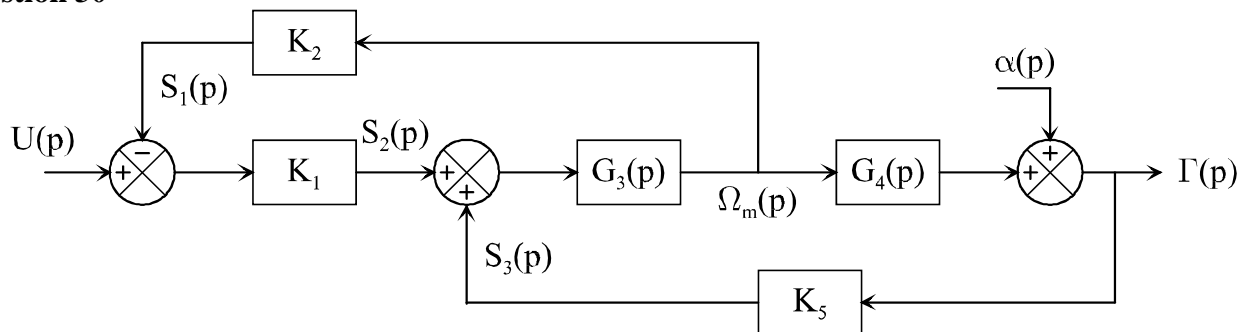 K₂
α(p)
S₁(p)
U(p)
S₂(p)
K₁
G₃(p)
G₄(p)
Γ(p)
Ωₘ(p)
S₃(p)
K₅